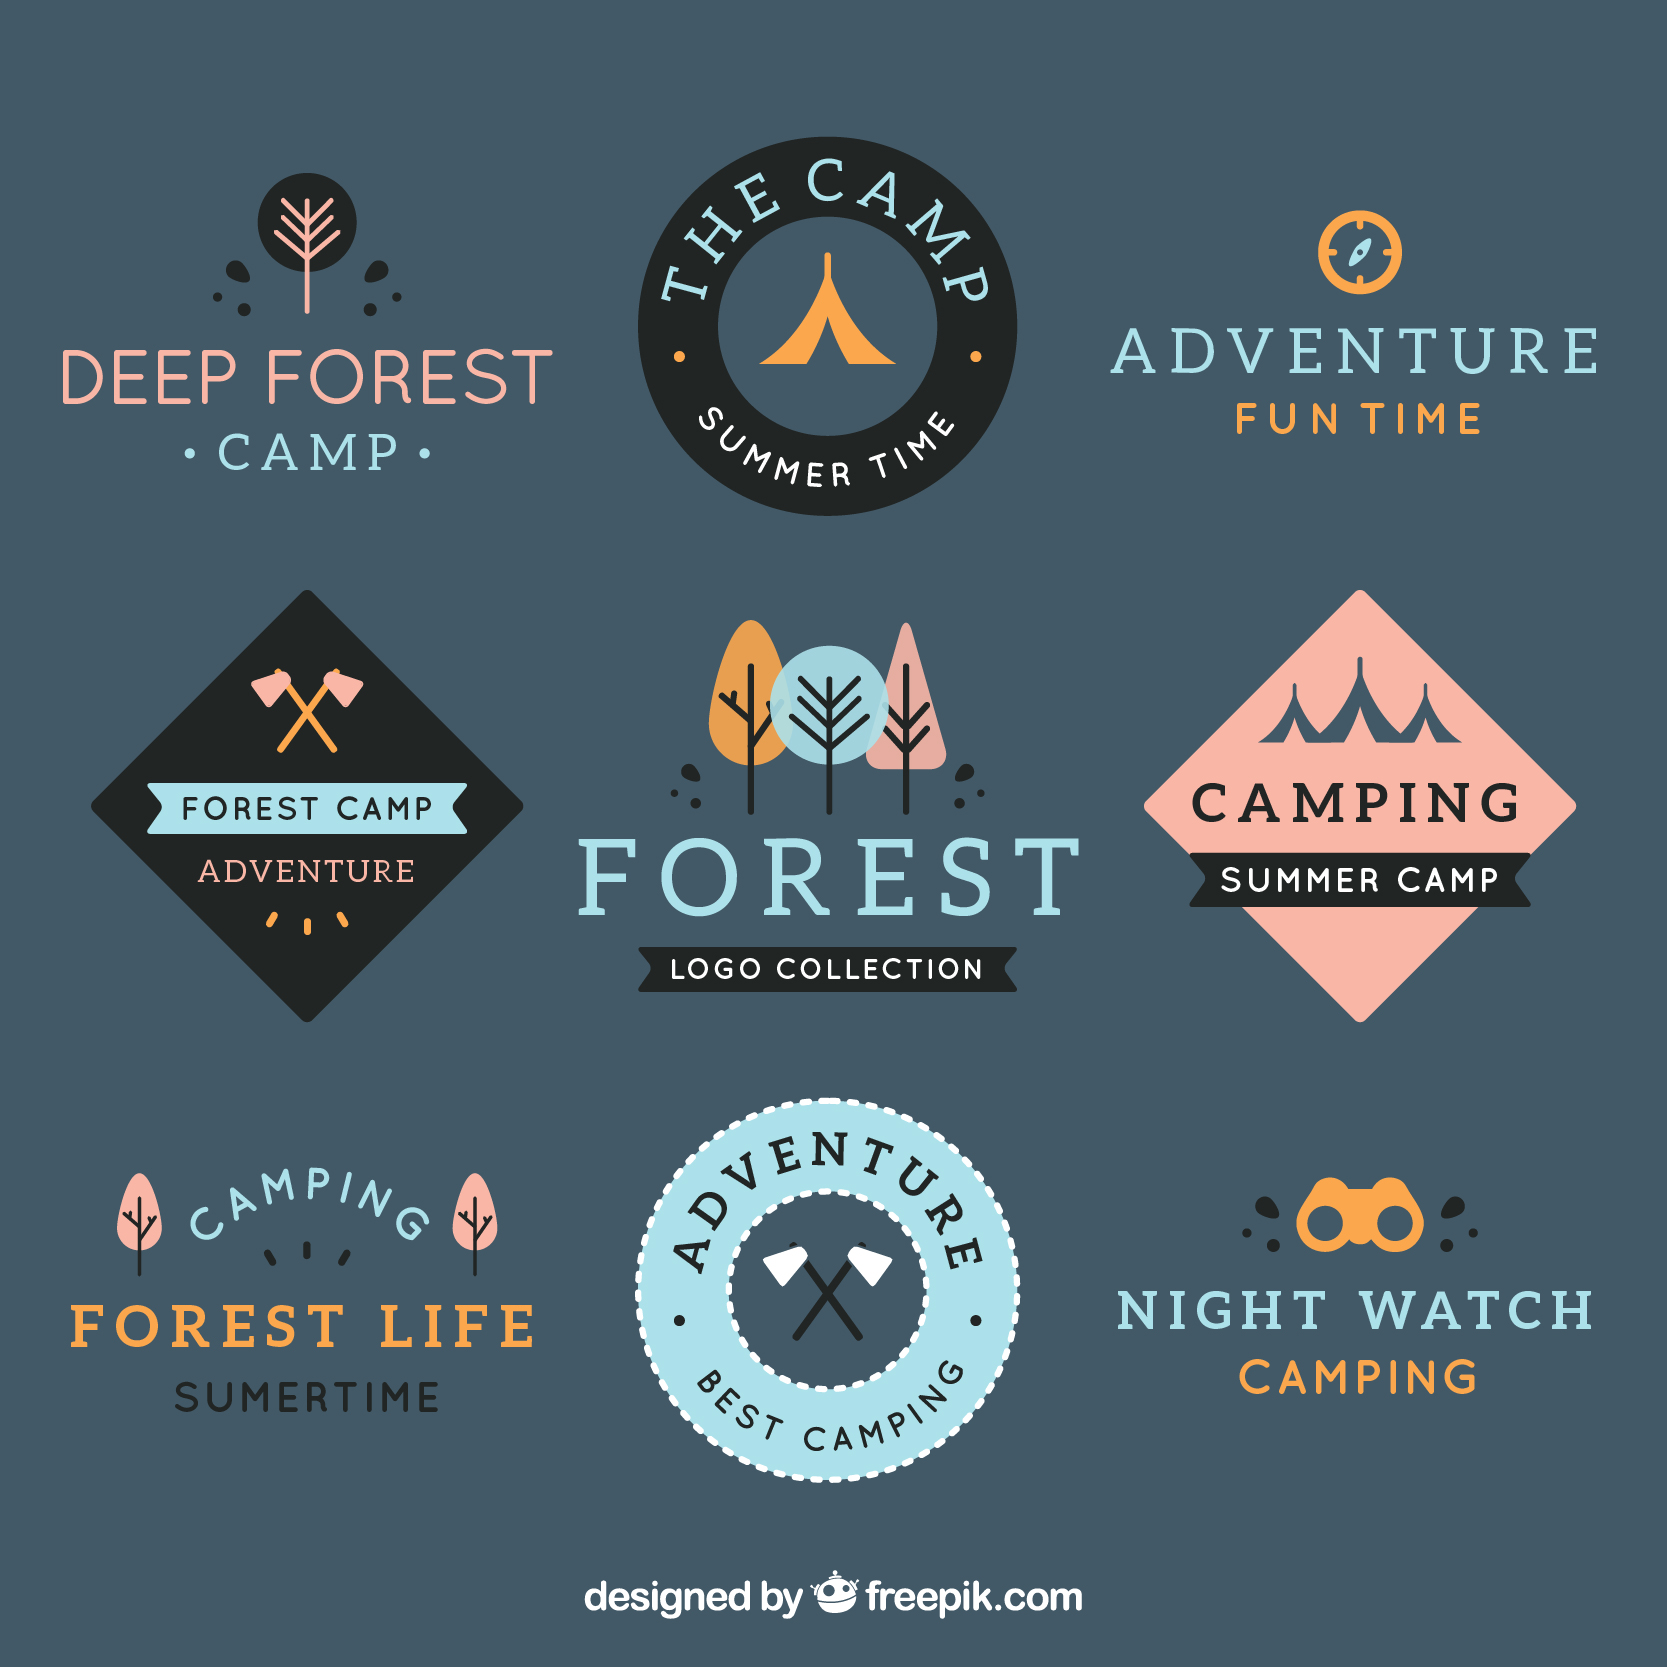 DEEP FOREST
• CAMP •
THE CAMP
SUMMER TIME
ADVENTURE
FUN TIME
FOREST CAMP
ADVENTURE
FOREST
LOGO COLLECTION
CAMPING
SUMMER CAMP
CAMPING
FOREST LIFE
SUMERTIME
ADVENTURE
BEST CAMPING
NIGHT WATCH
CAMPING
designed by freepik.com